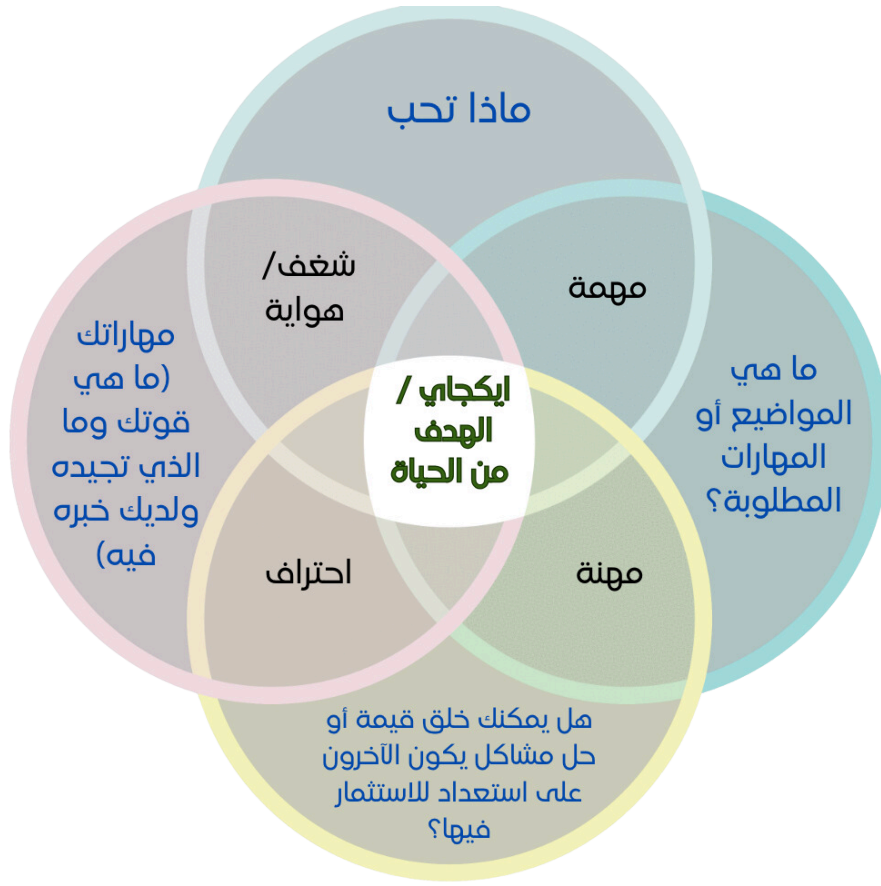 ماذا تحب
شغف/
هواية
مهمة
مهاراتك
(ما هي
قوتك وما
الذي تجيده
ولديك خبره
فيه)
ايكجاي /
الهدف
من الحياة
ما هي
المواضيع أو
المهارات
المطلوبة؟
احتراف
مهنة
هل يمكنك خلق قيمة أو
حل مشاكل يكون الآخرون
على استعداد للاستثمار
فيها؟